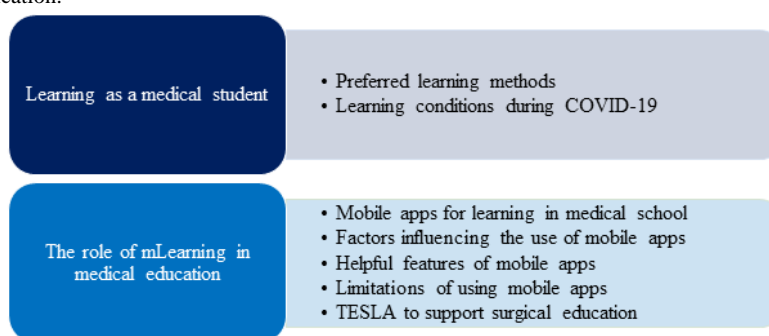 Learning as a medical student
• Preferred learning methods
• Learning conditions during COVID-19
The role of mLearning in
medical education
• Mobile apps for learning in medical school
• Factors influencing the use of mobile apps
• Helpful features of mobile apps
• Limitations of using mobile apps
• TESLA to support surgical education